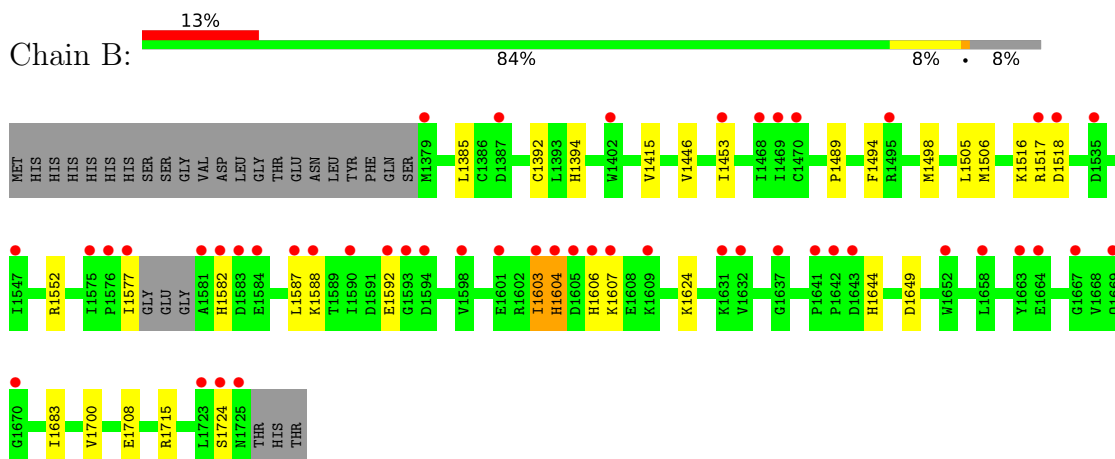 13%
Chain B:
84% 8% • 8%
MET HIS HIS HIS HIS HIS HIS SER SER GLY VAL ASP LEU GLY THR GLU ASN LEU TYR PHE GLN SER M1379 L1385 C1386 D1387 C1392 L1393 H1394 W1402 V1415 V1446 I1453 I1468 I1469 C1470 P1489 F1494 R1495 M1498 L1505 M1506 K1516 R1517 D1518 D1535
I1547 R1552 I1575 P1576 I1577 GLY GLY GLY A1581 H1582 D1583 E1584 L1587 K1588 T1589 I1590 D1591 E1592 G1593 D1594 V1598 E1601 R1602 I1603 H1604 D1605 H1606 K1607 E1608 K1609 K1624 K1631 V1632 G1637 P1641 P1642 D1643 H1644 D1649 W1652 L1658 Y1663 E1664 G1667 V1668
G1670 I1683 V1700 E1708 R1715 L1723 S1724 N1725 THR HIS THR